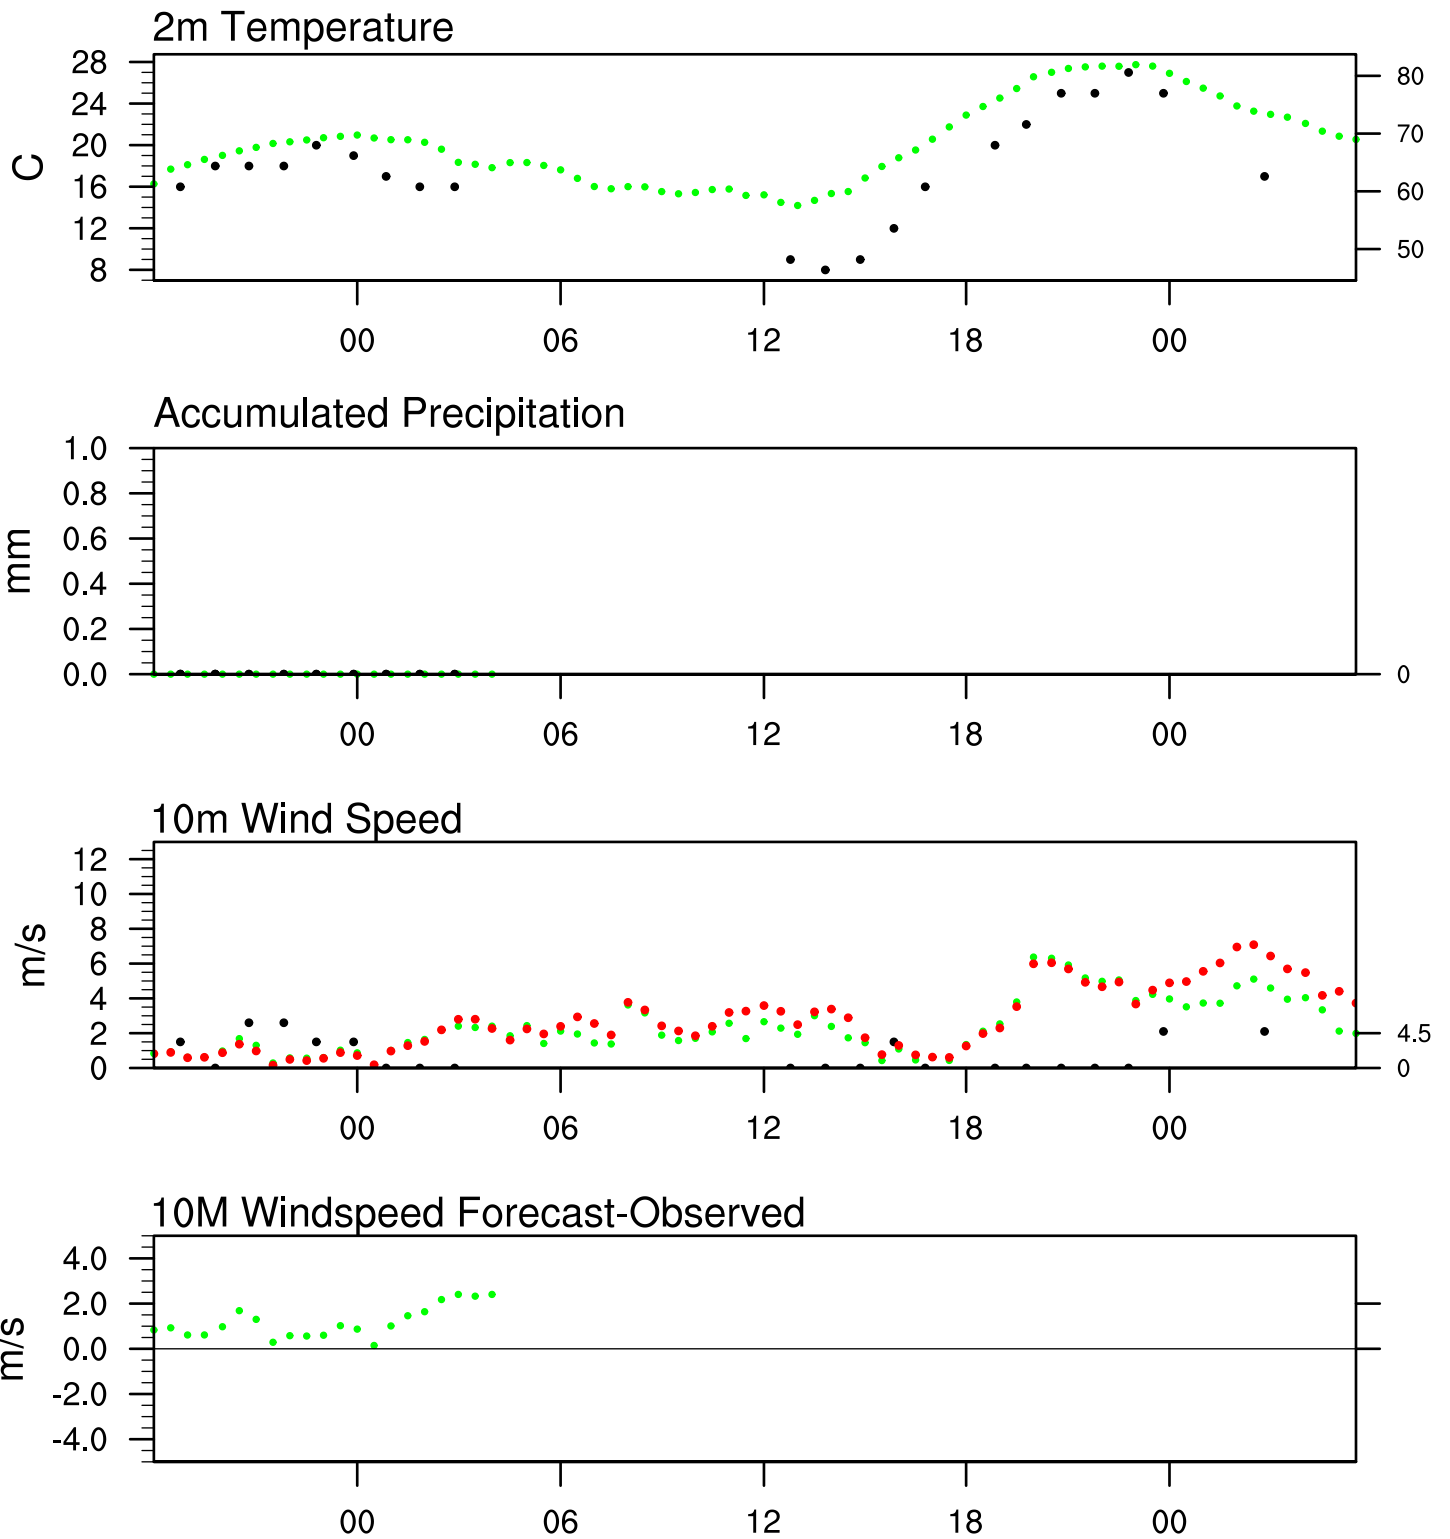 2m Temperature
C
28
24
20
16
12
8
80
70
60
50
00 06 12 18 00
Accumulated Precipitation
mm
1.0
0.8
0.6
0.4
0.2
0.0
0
00 06 12 18 00
10m Wind Speed
m/s
12
10
8
6
4
2
0
4.5
0
00 06 12 18 00
10M Windspeed Forecast-Observed
m/s
4.0
2.0
0.0
-2.0
-4.0
00 06 12 18 00